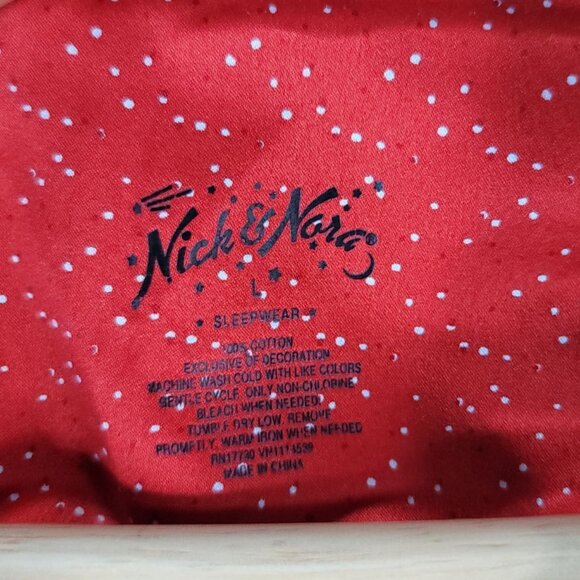 Nick & Nora®
L
SLEEPWEAR
100% COTTON
EXCLUSIVE OF DECORATION
MACHINE WASH COLD WITH LIKE COLORS
GENTLE CYCLE, ONLY NON-CHLORINE
BLEACH WHEN NEEDED.
TUMBLE DRY LOW, REMOVE
PROMPTLY, WARM IRON WHEN NEEDED
RN17730
MADE IN CHINA